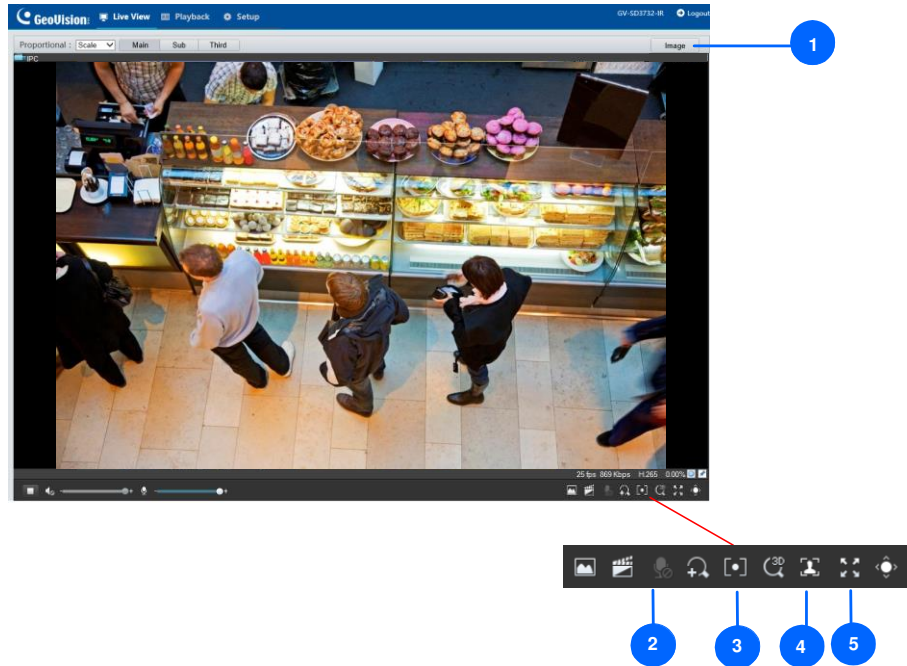 GeoVision Live View Playback Setup GV-SD3732-IR Logout
Proportional : Scale Main Sub Third Image
IPC
1
25 fps 869 Kbps H.265 0.00%
3D
2 3 4 5